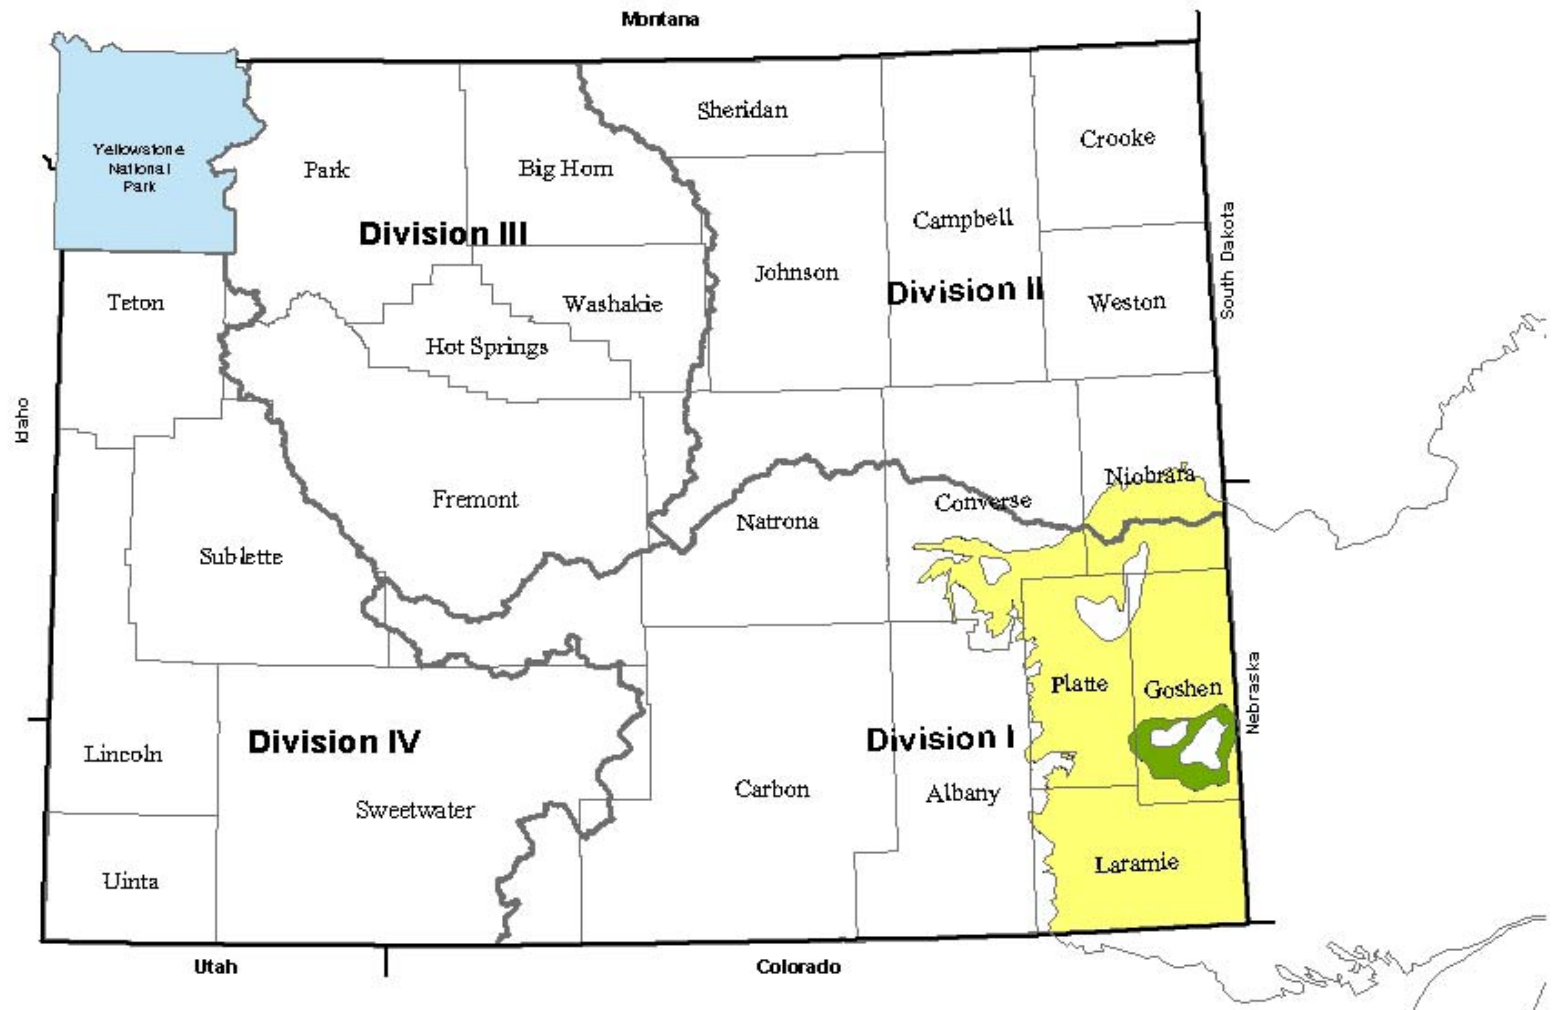 Montana
Yellowstone
National
Park
Park
Big Horn
Sheridan
Crooke
Campbell
Division III
Johnson
Division II
Weston
South Dakota
Teton
Washakie
Hot Springs
Idaho
Fremont
Sublette
Natrona
Converse
Niobrara
Platte
Goshen
Nebraska
Lincoln
Division IV
Sweetwater
Carbon
Division I
Albany
Uinta
Laramie
Utah
Colorado